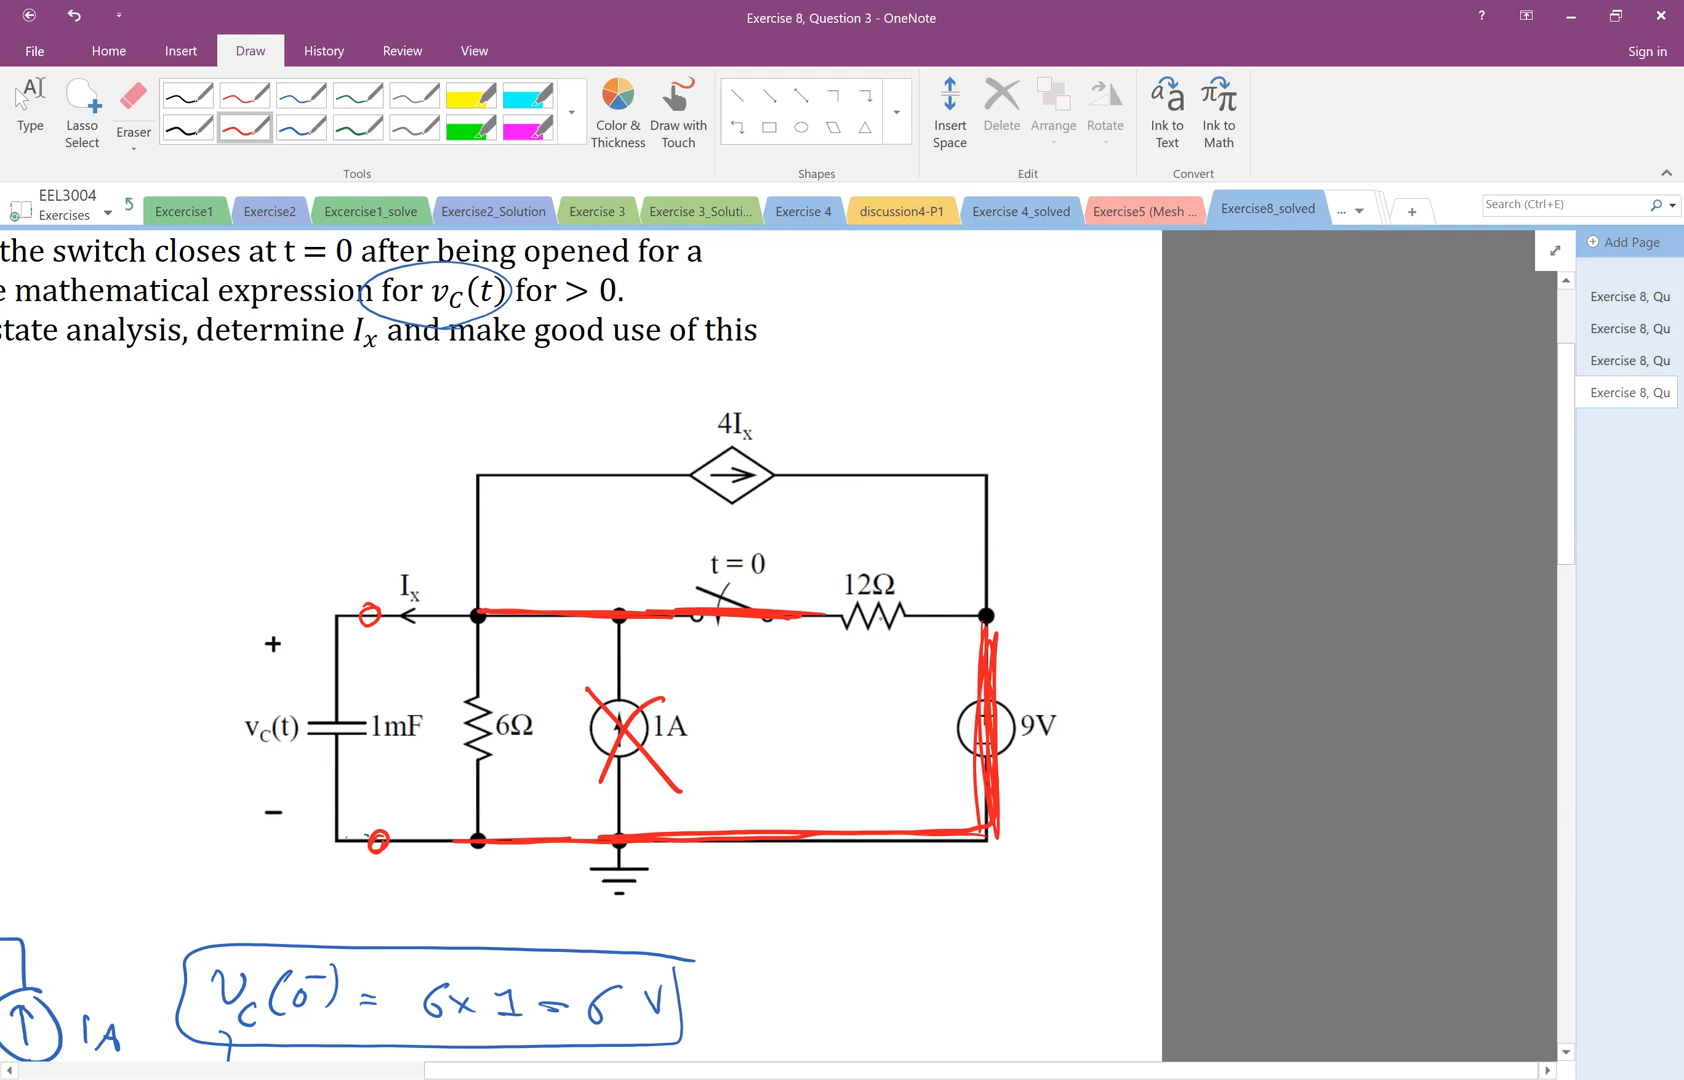 Exercise 8, Question 3 - OneNote
?
File
Home
Insert
Draw
History
Review
View
Sign in
Type
Lasso Select
Eraser
Color & Thickness
Draw with Touch
Insert Space
Delete
Arrange
Rotate
Ink to Text
Ink to Math
Tools
Shapes
Edit
Convert
EEL3004 Exercises
Excercise1
Exercise2
Excercise1_solve
Exercise2_Solution
Exercise 3
Exercise 3_Soluti...
Exercise 4
discussion4-P1
Exercise 4_solved
Exercise5 (Mesh ...
Exercise8_solved
...
Search (Ctrl+E)
Add Page
Exercise 8, Qu
Exercise 8, Qu
Exercise 8, Qu
Exercise 8, Qu
the switch closes at t = 0 after being opened for a
e mathematical expression for v_C(t) for > 0.
state analysis, determine I_x and make good use of this
4I_x
t = 0
12Ω
I_x
+
v_C(t)
1mF
6Ω
1A
9V
−
v_c(0⁻) = 6 x 1 = 6 V
1A